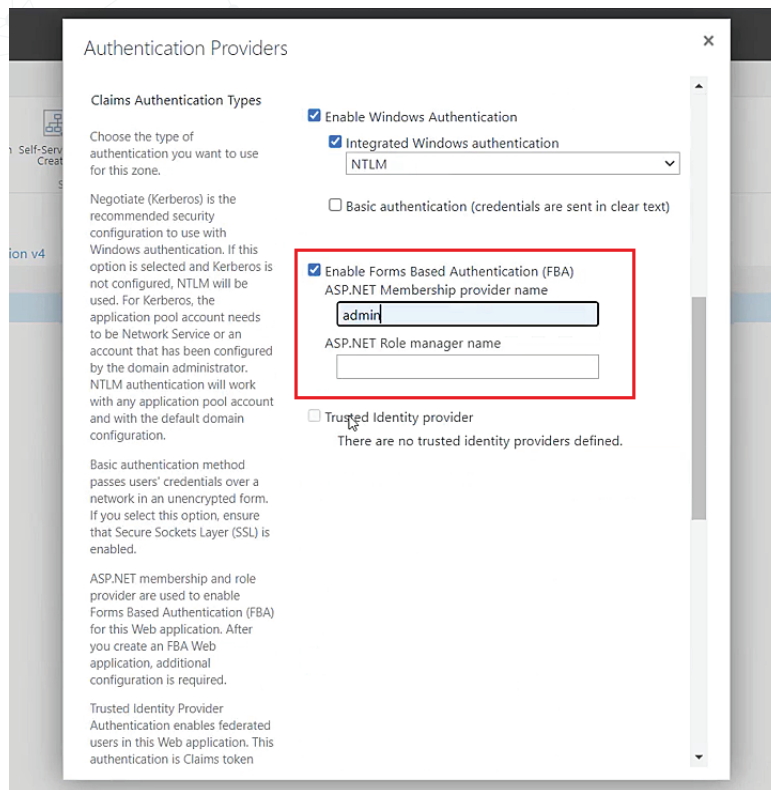 Authentication Providers
×
Claims Authentication Types
Choose the type of
authentication you want to use
for this zone.
Negotiate (Kerberos) is the
recommended security
configuration to use with
Windows authentication. If this
option is selected and Kerberos is
not configured, NTLM will be
used. For Kerberos, the
application pool account needs
to be Network Service or an
account that has been configured
by the domain administrator.
NTLM authentication will work
with any application pool account
and with the default domain
configuration.
Basic authentication method
passes users' credentials over a
network in an unencrypted form.
If you select this option, ensure
that Secure Sockets Layer (SSL) is
enabled.
ASP.NET membership and role
provider are used to enable
Forms Based Authentication (FBA)
for this Web application. After
you create an FBA Web
application, additional
configuration is required.
Trusted Identity Provider
Authentication enables federated
users in this Web application. This
authentication is Claims token
Enable Windows Authentication
Integrated Windows authentication
NTLM
Basic authentication (credentials are sent in clear text)
Enable Forms Based Authentication (FBA)
ASP.NET Membership provider name
admin
ASP.NET Role manager name
Trusted Identity provider
There are no trusted identity providers defined.
Self-Serv
Creat
ion v4